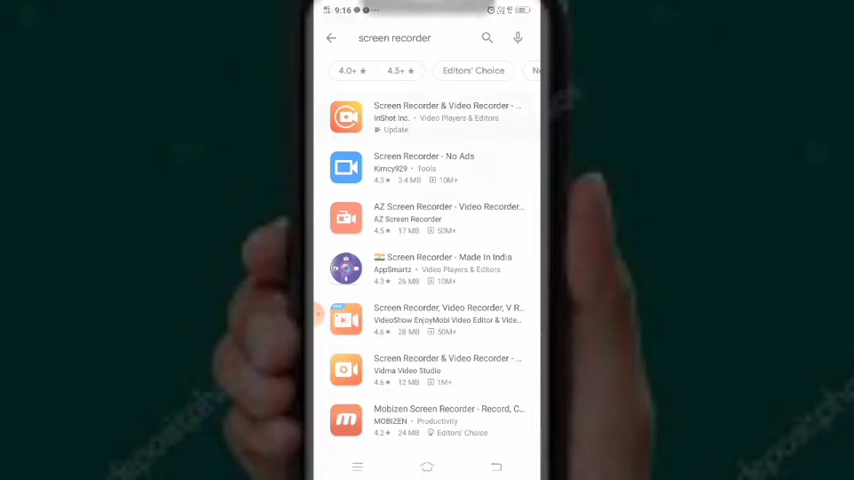 9:16
screen recorder
4.0+ ★ 4.5+ ★ Editors' Choice
Screen Recorder & Video Recorder - ...
InShot Inc. • Video Players & Editors
Update
Screen Recorder - No Ads
Kimcy929 • Tools
4.3★ 3.4 MB 10M+
AZ Screen Recorder - Video Recorder...
AZ Screen Recorder
4.5★ 17 MB 50M+
Screen Recorder - Made In India
AppSmartz • Video Players & Editors
4.3★ 26 MB 10M+
Screen Recorder, Video Recorder, V R...
VideoShow EnjoyMobi Video Editor & Vide...
4.6★ 28 MB 50M+
Screen Recorder & Video Recorder - ...
Vidma Video Studio
4.6★ 12 MB 1M+
m
Mobizen Screen Recorder - Record, C...
MOBIZEN • Productivity
4.2★ 24 MB Editors' Choice